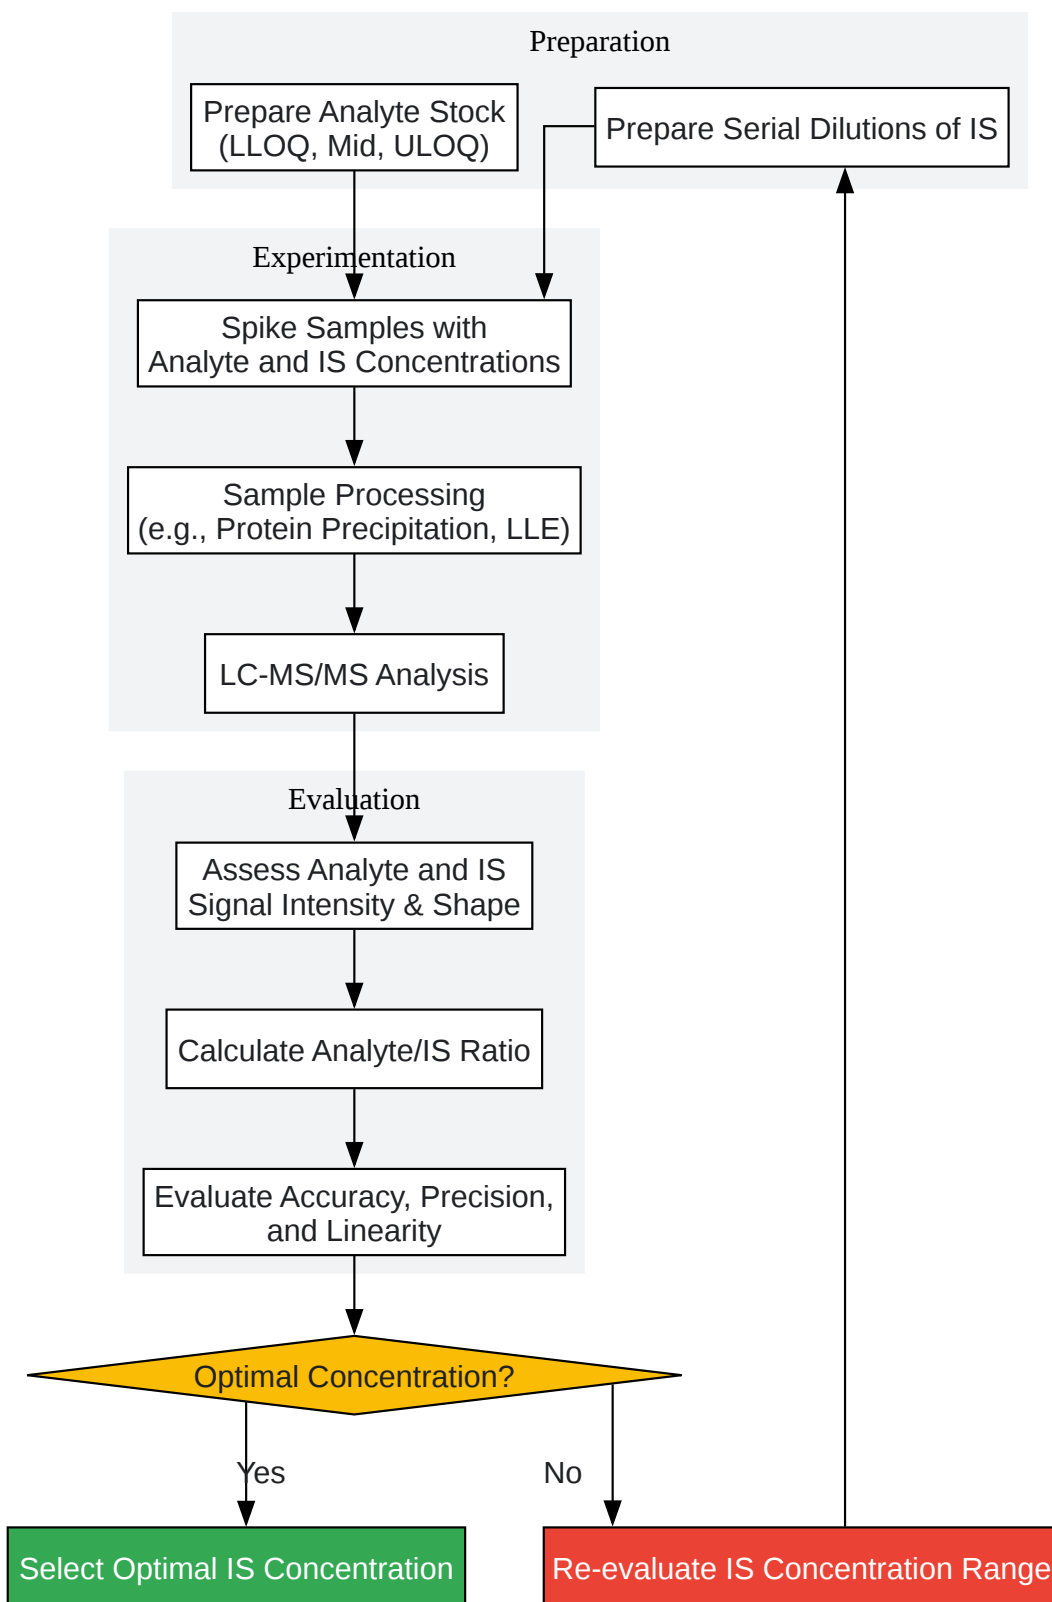 Preparation
Prepare Analyte Stock
(LLOQ, Mid, ULOQ)
Prepare Serial Dilutions of IS
Experimentation
Spike Samples with
Analyte and IS Concentrations
Sample Processing
(e.g., Protein Precipitation, LLE)
LC-MS/MS Analysis
Evaluation
Assess Analyte and IS
Signal Intensity & Shape
Calculate Analyte/IS Ratio
Evaluate Accuracy, Precision,
and Linearity
Optimal Concentration?
Yes
No
Select Optimal IS Concentration
Re-evaluate IS Concentration Range